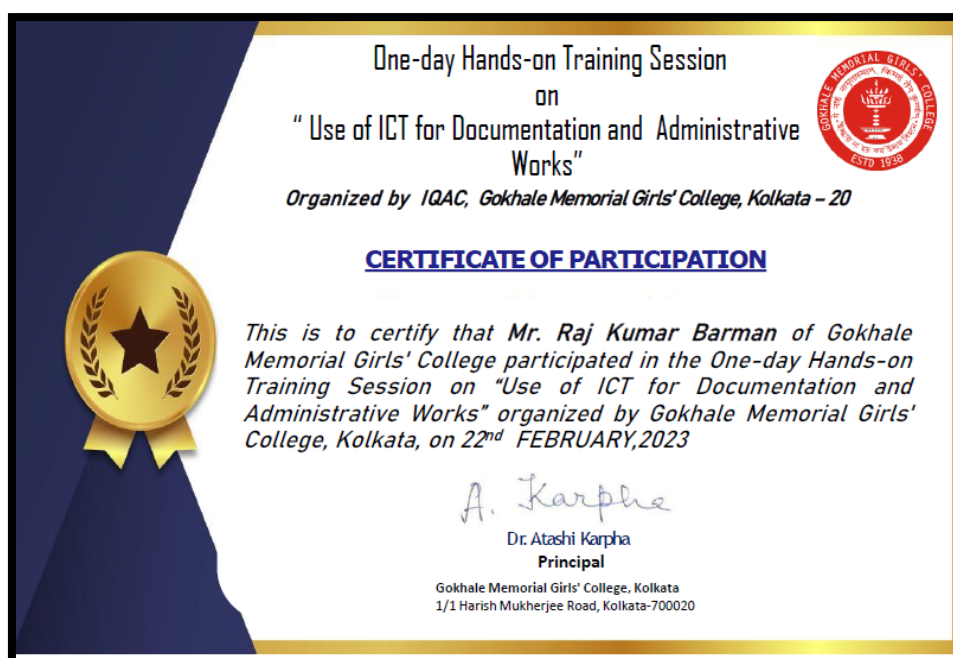 One-day Hands-on Training Session
on
“ Use of ICT for Documentation and Administrative
Works”
Organized by IQAC, Gokhale Memorial Girls' College, Kolkata – 20
GOKHALE MEMORIAL GIRLS' COLLEGE
ESTD 1938
CERTIFICATE OF PARTICIPATION
This is to certify that Mr. Raj Kumar Barman of Gokhale
Memorial Girls' College participated in the One-day Hands-on
Training Session on “Use of ICT for Documentation and
Administrative Works” organized by Gokhale Memorial Girls'
College, Kolkata, on 22nd FEBRUARY,2023
A. Karpha
Dr. Atashi Karpha
Principal
Gokhale Memorial Girls' College, Kolkata
1/1 Harish Mukherjee Road, Kolkata-700020